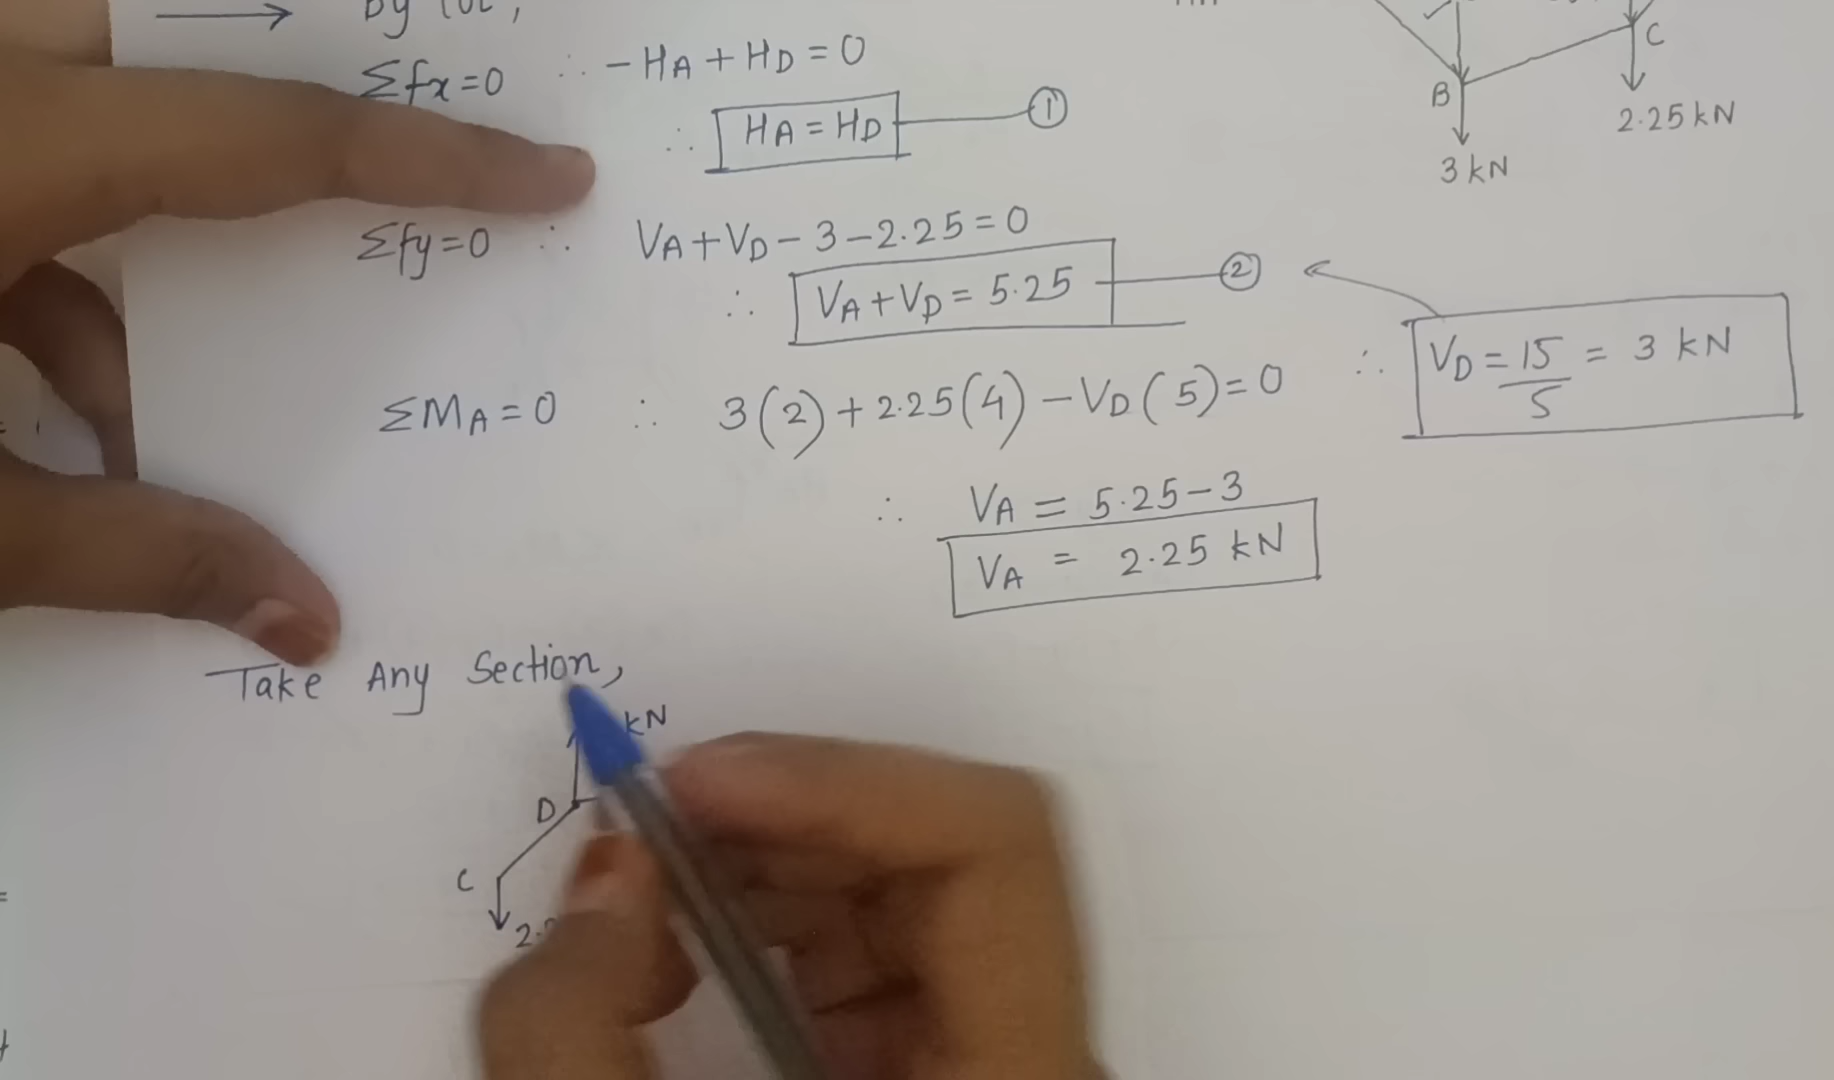 By
Σfx=0 ∴ -HA + HD = 0
∴ HA = HD ①
B
C
2.25 kN
3 kN
Σfy=0 ∴ VA+VD-3-2.25=0
∴ VA+VD = 5.25 ②
ΣMA=0 ∴ 3(2)+2.25(4)-VD(5)=0
∴ VD = 15/5 = 3 kN
∴ VA = 5.25-3
VA = 2.25 kN
Take Any Section,
kN
D
C